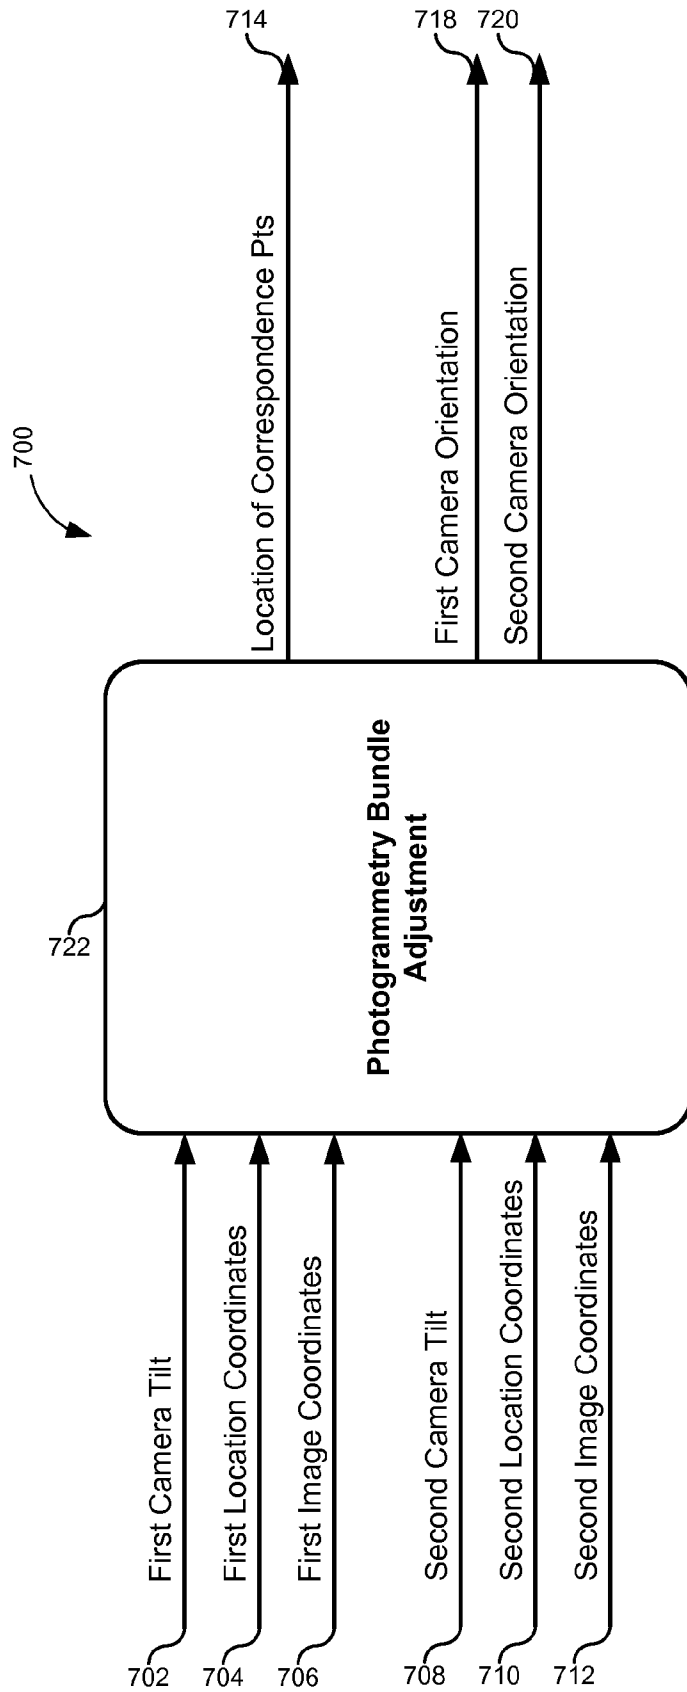 700
702
First Camera Tilt
704
First Location Coordinates
706
First Image Coordinates
708
Second Camera Tilt
710
Second Location Coordinates
712
Second Image Coordinates
722
Photogrammetry Bundle
Adjustment
Location of Correspondence Pts
714
First Camera Orientation
718
Second Camera Orientation
720